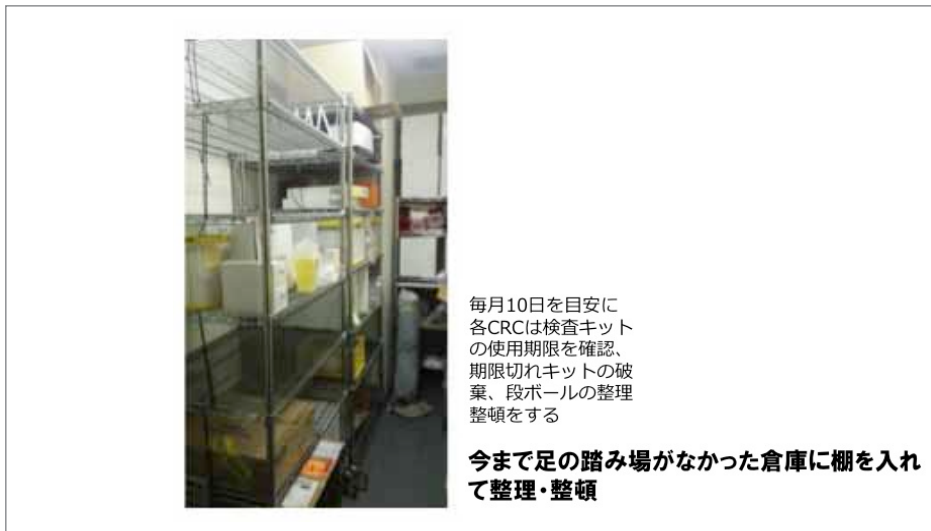 毎月10日を目安に
各CRCは検査キット
の使用期限を確認、
期限切れキットの破
棄、段ボールの整理
整頓をする
今まで足の踏み場がなかった倉庫に棚を入れ
て整理・整頓